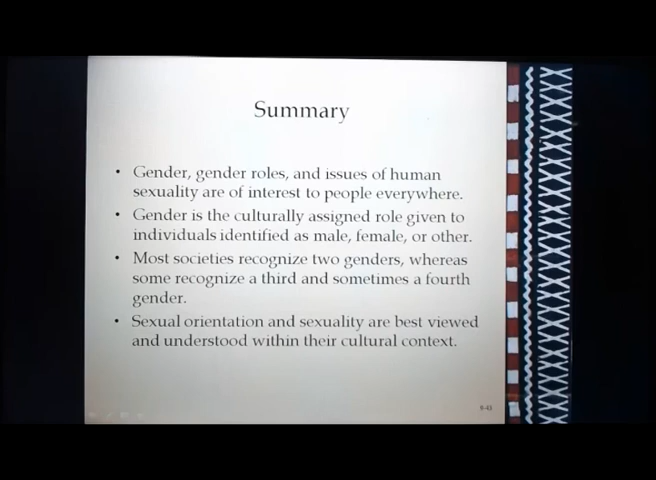 Summary
• Gender, gender roles, and issues of human
sexuality are of interest to people everywhere.
• Gender is the culturally assigned role given to
individuals identified as male, female, or other.
• Most societies recognize two genders, whereas
some recognize a third and sometimes a fourth
gender.
• Sexual orientation and sexuality are best viewed
and understood within their cultural context.